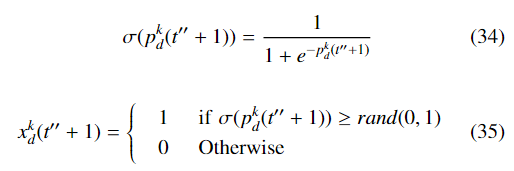 σ(p_d^k(t″ + 1)) = \frac{1}{1 + e^{-p_d^k(t″+1)}} (34)
x_d^k(t″ + 1) = { 1 if σ(p_d^k(t″ + 1)) ≥ rand(0, 1)
0 Otherwise (35)